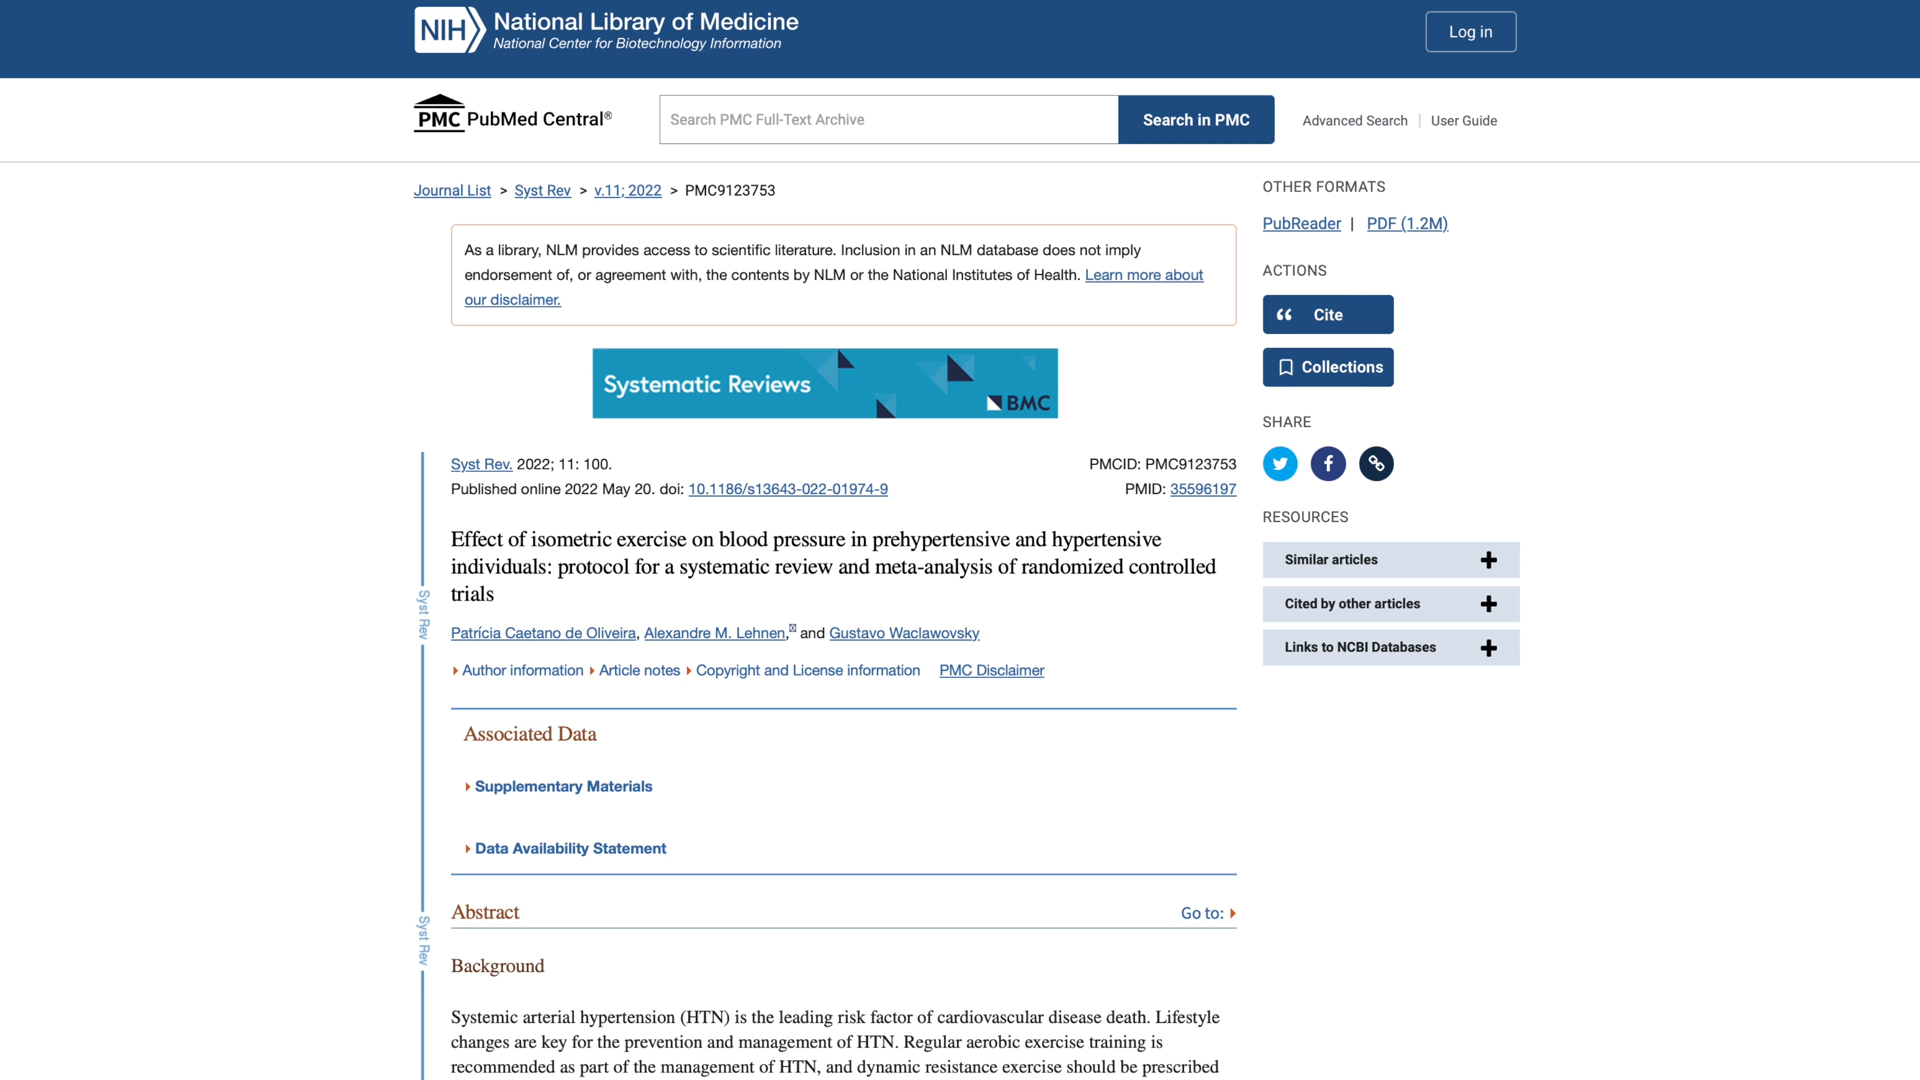 NIH
National Library of Medicine
National Center for Biotechnology Information
Log in
PMC PubMed Central®
Search PMC Full-Text Archive
Search in PMC
Advanced Search | User Guide
Journal List > Syst Rev > v.11; 2022 > PMC9123753
As a library, NLM provides access to scientific literature. Inclusion in an NLM database does not imply
endorsement of, or agreement with, the contents by NLM or the National Institutes of Health. Learn more about
our disclaimer.
Systematic Reviews
BMC
Syst Rev. 2022; 11: 100.
PMCID: PMC9123753
Published online 2022 May 20. doi: 10.1186/s13643-022-01974-9
PMID: 35596197
Effect of isometric exercise on blood pressure in prehypertensive and hypertensive
individuals: protocol for a systematic review and meta-analysis of randomized controlled
trials
Patrícia Caetano de Oliveira, Alexandre M. Lehnen, and Gustavo Waclawovsky
Author information Article notes Copyright and License information PMC Disclaimer
Associated Data
Supplementary Materials
Data Availability Statement
Abstract
Go to:
Background
Systemic arterial hypertension (HTN) is the leading risk factor of cardiovascular disease death. Lifestyle
changes are key for the prevention and management of HTN. Regular aerobic exercise training is
recommended as part of the management of HTN, and dynamic resistance exercise should be prescribed
Syst Rev
Syst Rev
OTHER FORMATS
PubReader | PDF (1.2M)
ACTIONS
Cite
Collections
SHARE
RESOURCES
Similar articles
Cited by other articles
Links to NCBI Databases